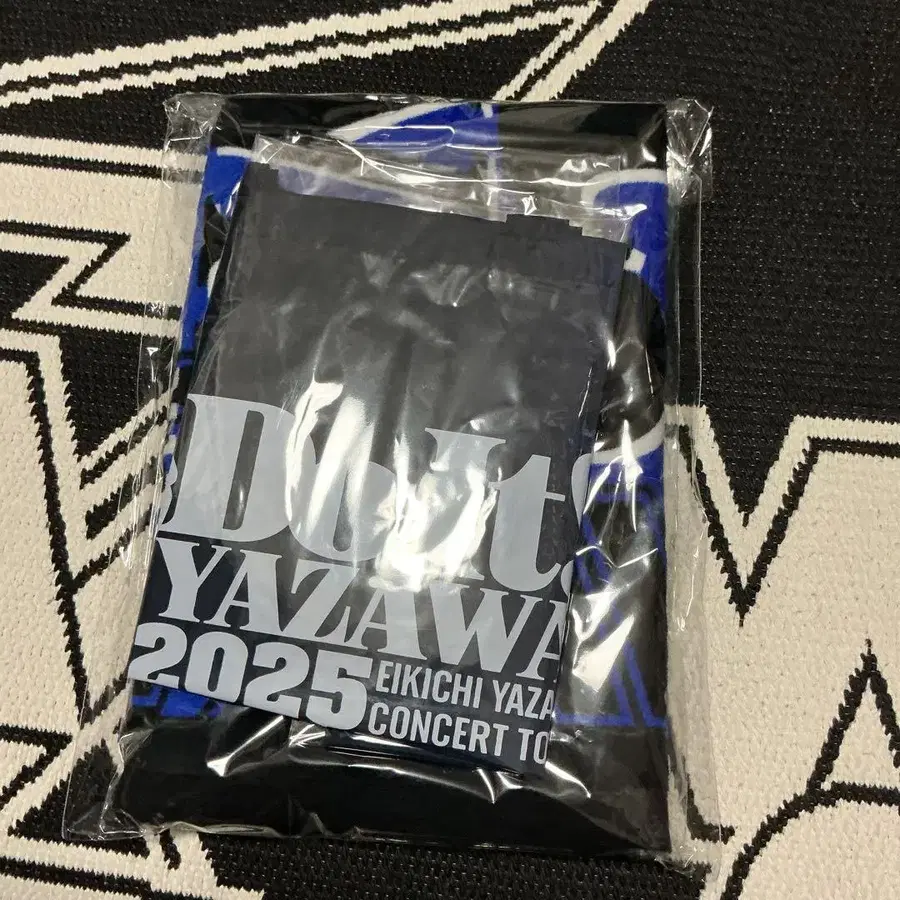 Do It!
YAZAWA
2025
EIKICHI YAZA
CONCERT TO